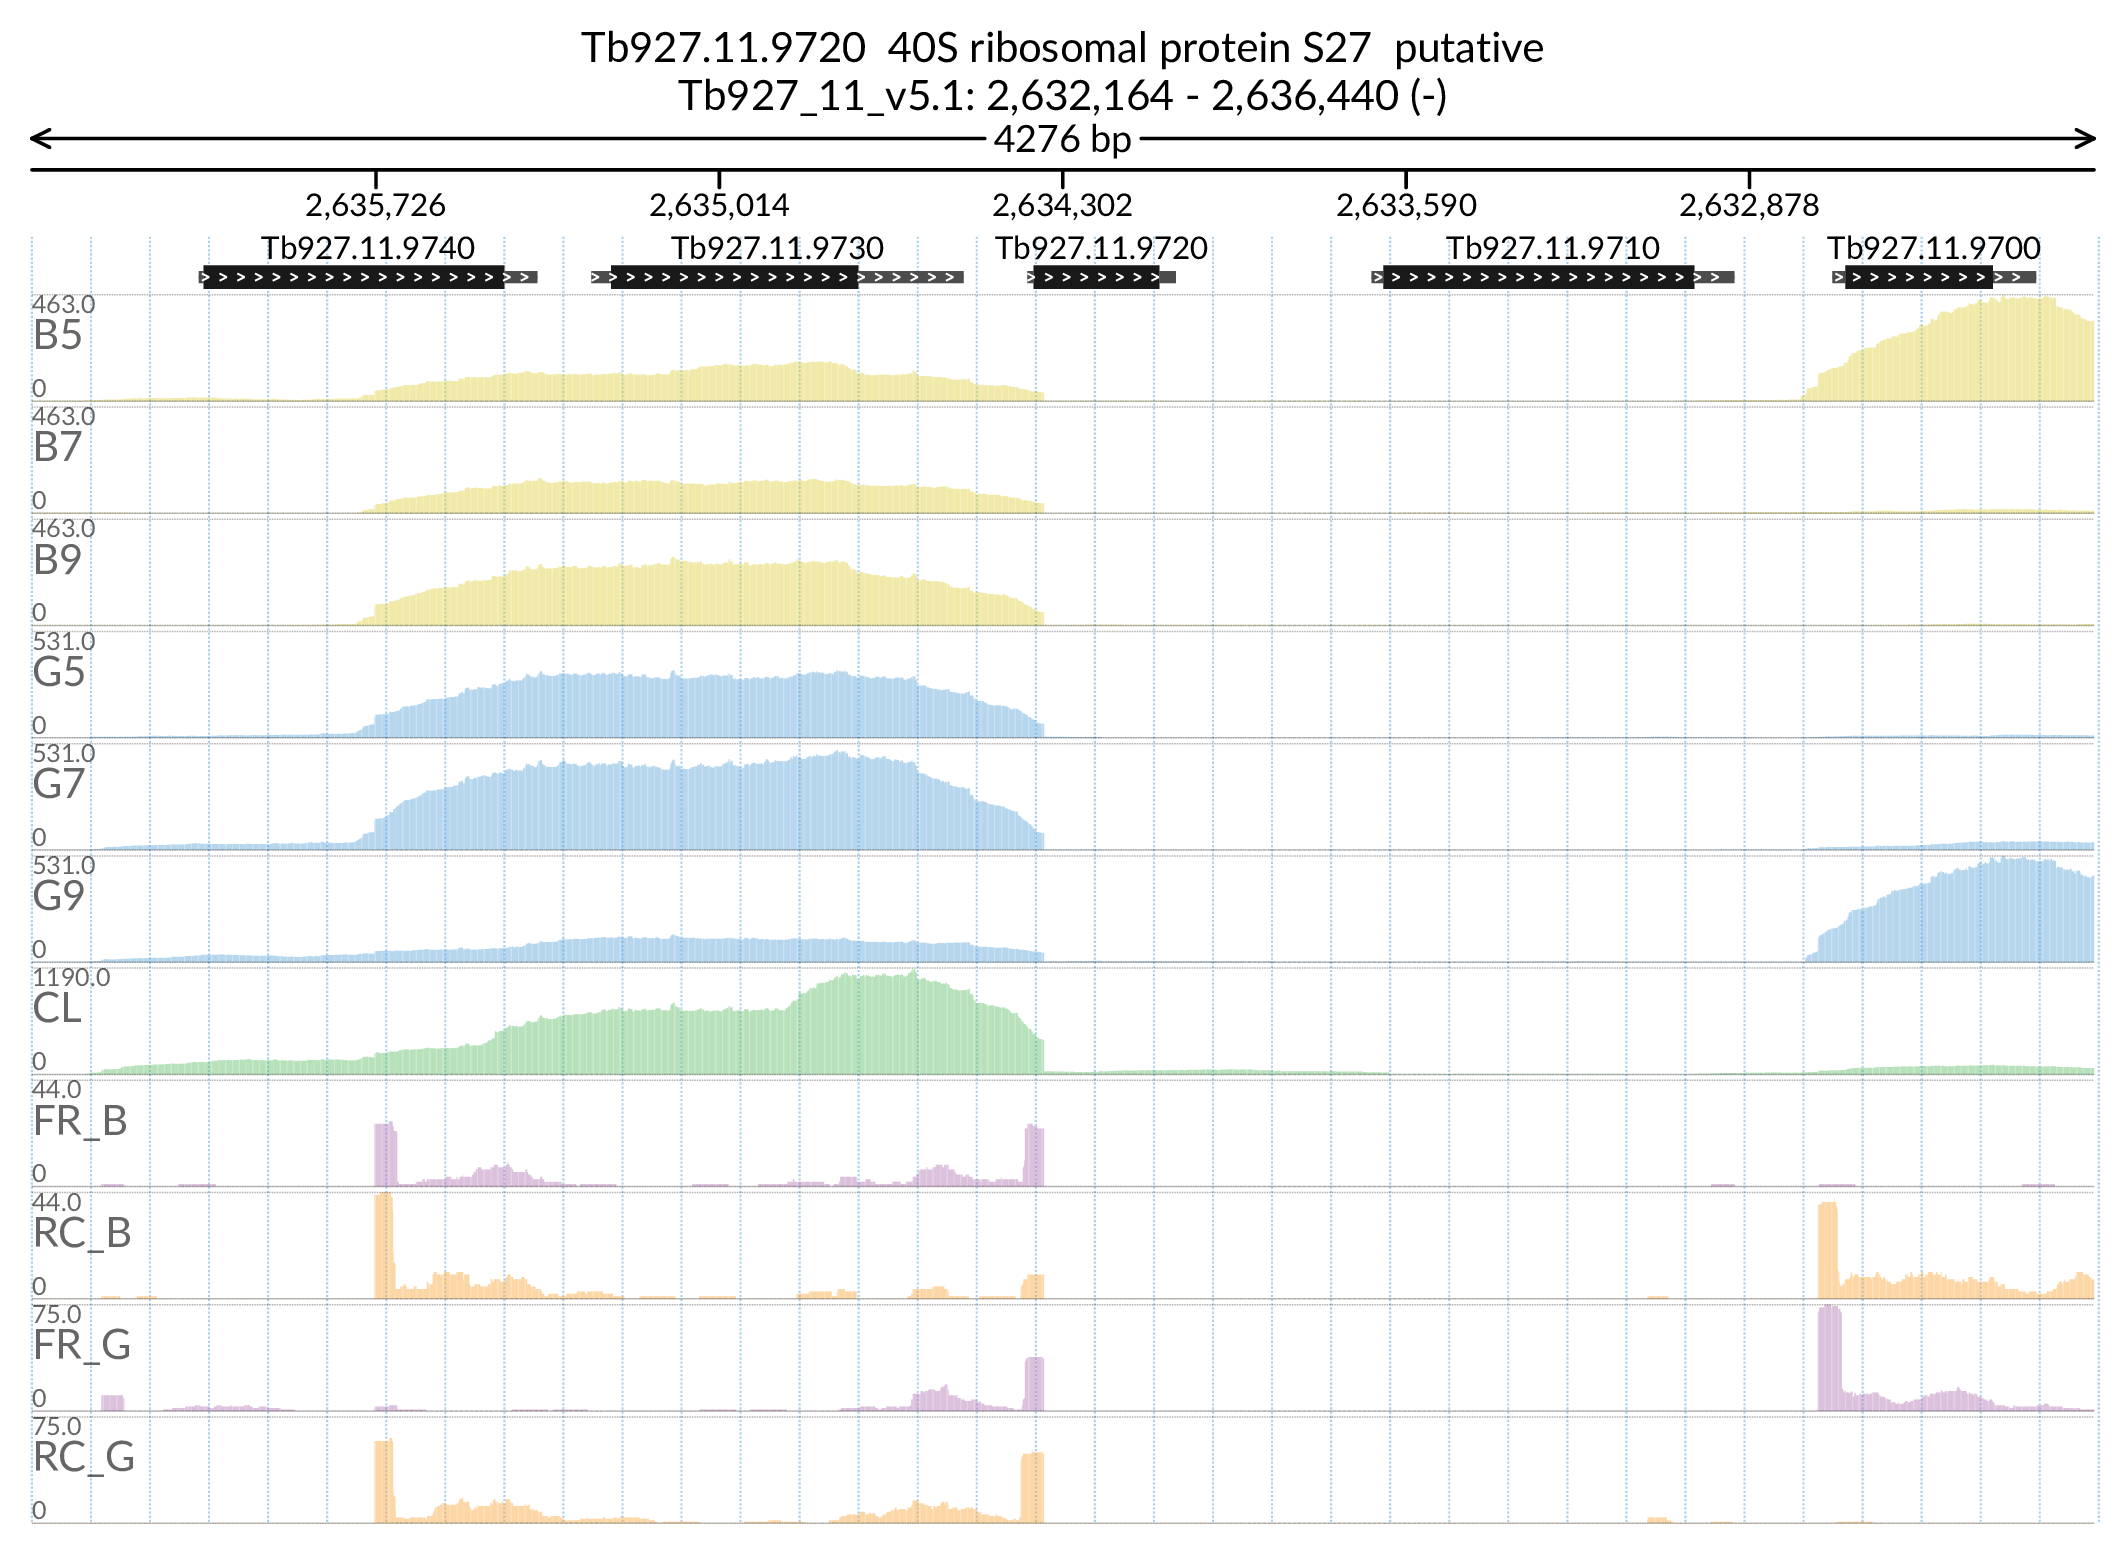 Tb927.11.9720 40S ribosomal protein S27 putative
Tb927_11_v5.1: 2,632,164 - 2,636,440 (-)
4276 bp
2,635,726 2,635,014 2,634,302 2,633,590 2,632,878
Tb927.11.9740 Tb927.11.9730 Tb927.11.9720 Tb927.11.9710 Tb927.11.9700
463.0
B5
0
463.0
B7
0
463.0
B9
0
531.0
G5
0
531.0
G7
0
531.0
G9
0
1190.0
CL
0
44.0
FR_B
0
44.0
RC_B
0
75.0
FR_G
0
75.0
RC_G
0